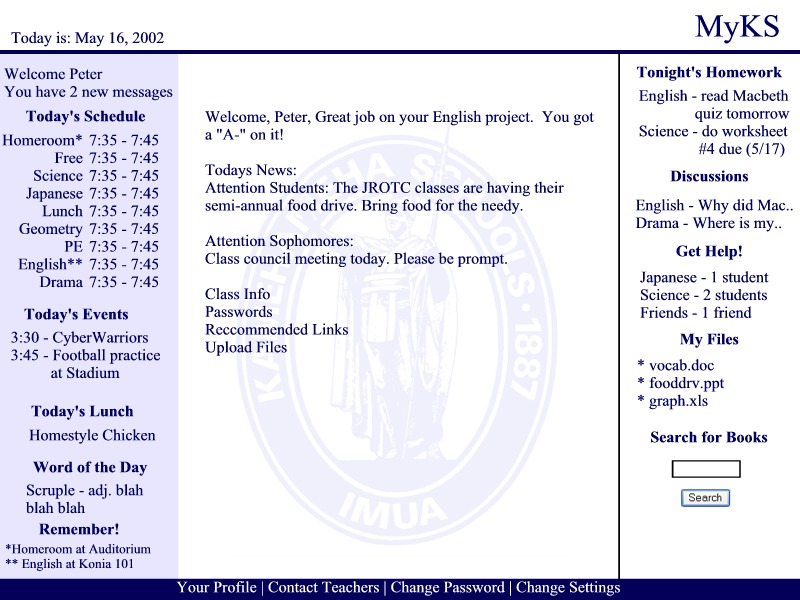 MyKS
Today is: May 16, 2002
Welcome Peter
You have 2 new messages
Today's Schedule
Homeroom* 7:35 - 7:45
Free 7:35 - 7:45
Science 7:35 - 7:45
Japanese 7:35 - 7:45
Lunch 7:35 - 7:45
Geometry 7:35 - 7:45
PE 7:35 - 7:45
English** 7:35 - 7:45
Drama 7:35 - 7:45
Today's Events
3:30 - CyberWarriors
3:45 - Football practice
at Stadium
Today's Lunch
Homestyle Chicken
Word of the Day
Scruple - adj. blah
blah blah
Remember!
*Homeroom at Auditorium
** English at Konia 101
Welcome, Peter, Great job on your English project.  You got
a "A-" on it!
Todays News:
Attention Students: The JROTC classes are having their
semi-annual food drive. Bring food for the needy.
Attention Sophomores:
Class council meeting today. Please be prompt.
Class Info
Passwords
Reccommended Links
Upload Files
KAMEHAMEHA SCHOOLS · 1887
IMUA
Tonight's Homework
English - read Macbeth
quiz tomorrow
Science - do worksheet
#4 due (5/17)
Discussions
English - Why did Mac..
Drama - Where is my..
Get Help!
Japanese - 1 student
Science - 2 students
Friends - 1 friend
My Files
* vocab.doc
* fooddrv.ppt
* graph.xls
Search for Books
Search
Your Profile | Contact Teachers | Change Password | Change Settings